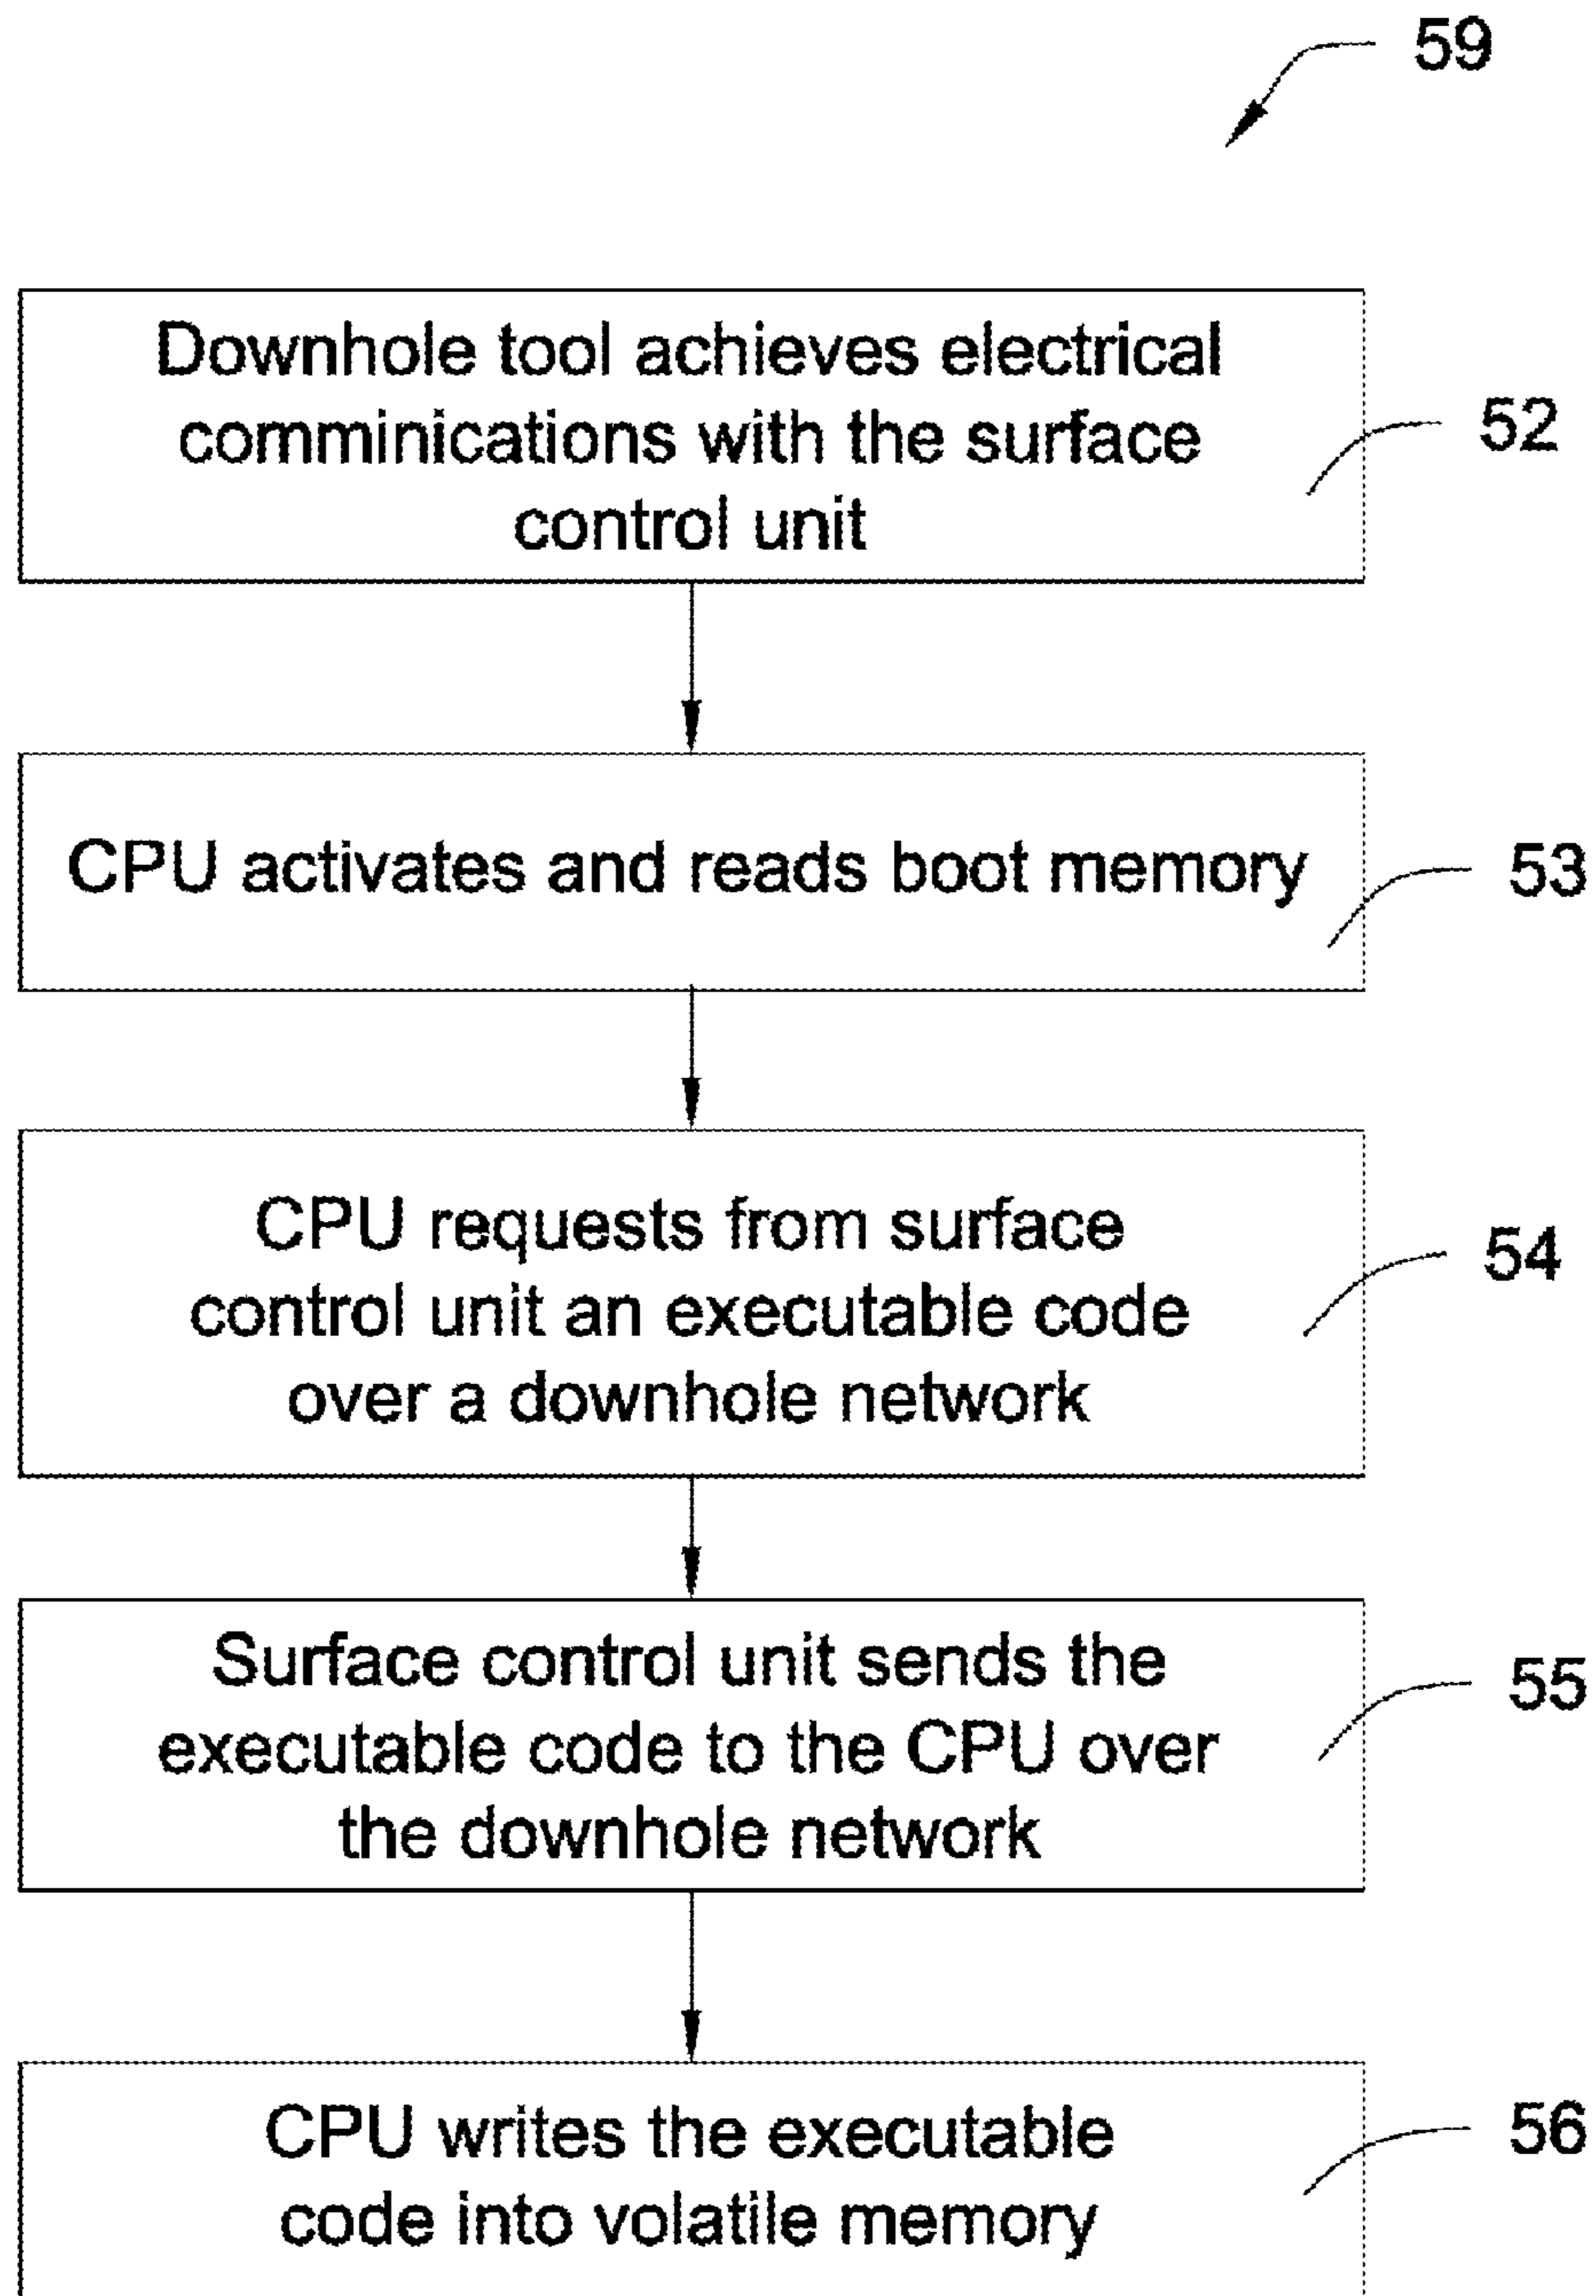 59
Downhole tool achieves electrical
comminications with the surface
control unit
52
CPU activates and reads boot memory
53
CPU requests from surface
control unit an executable code
over a downhole network
54
Surface control unit sends the
executable code to the CPU over
the downhole network
55
CPU writes the executable
code into volatile memory
56